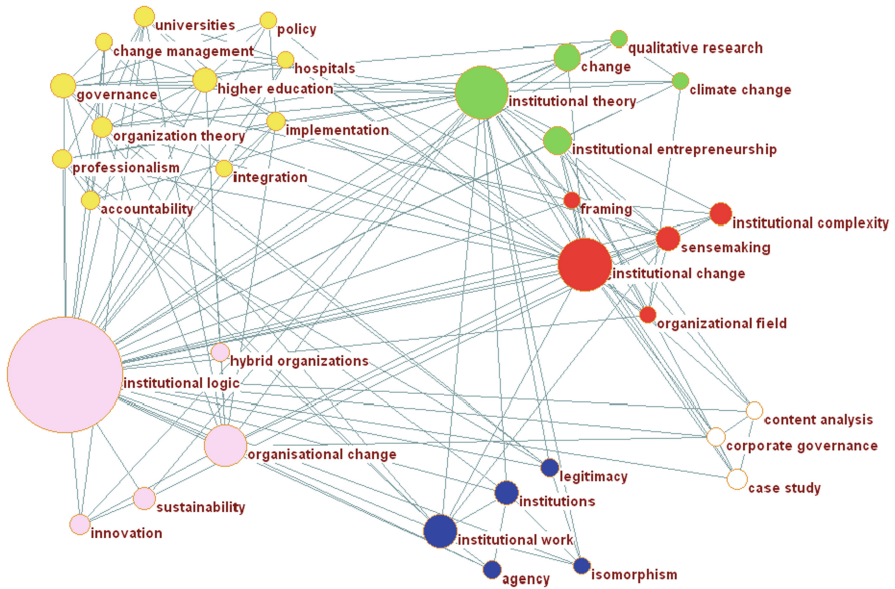 universities
policy
change management
hospitals
governance
higher education
organization theory
implementation
professionalism
integration
accountability
qualitative research
change
climate change
institutional theory
institutional entrepreneurship
framing
institutional complexity
sensemaking
institutional change
organizational field
hybrid organizations
institutional logic
organisational change
sustainability
innovation
content analysis
corporate governance
case study
legitimacy
institutions
institutional work
agency
isomorphism